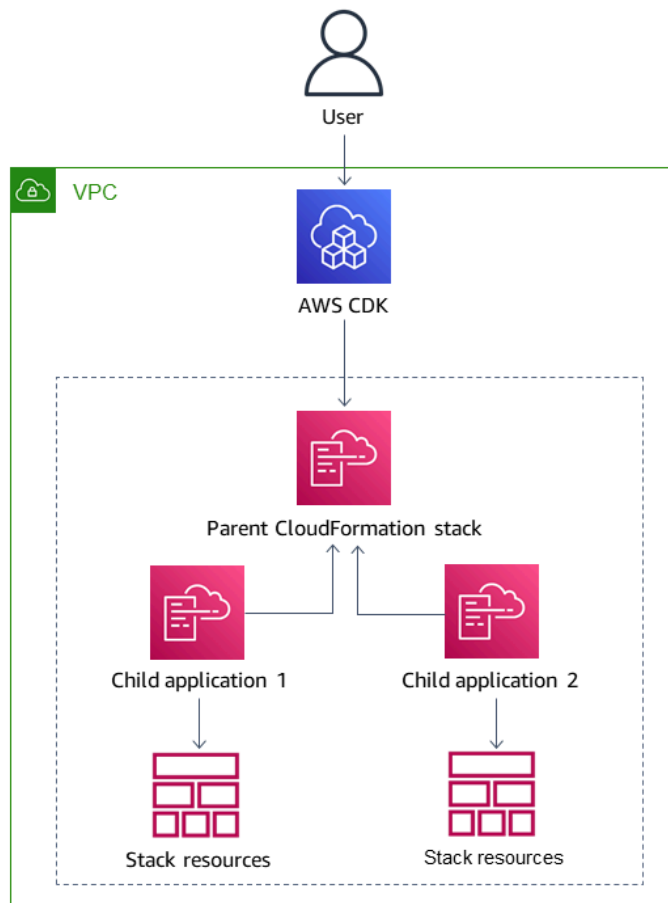 User
VPC
AWS CDK
Parent CloudFormation stack
Child application 1
Child application 2
Stack resources
Stack resources